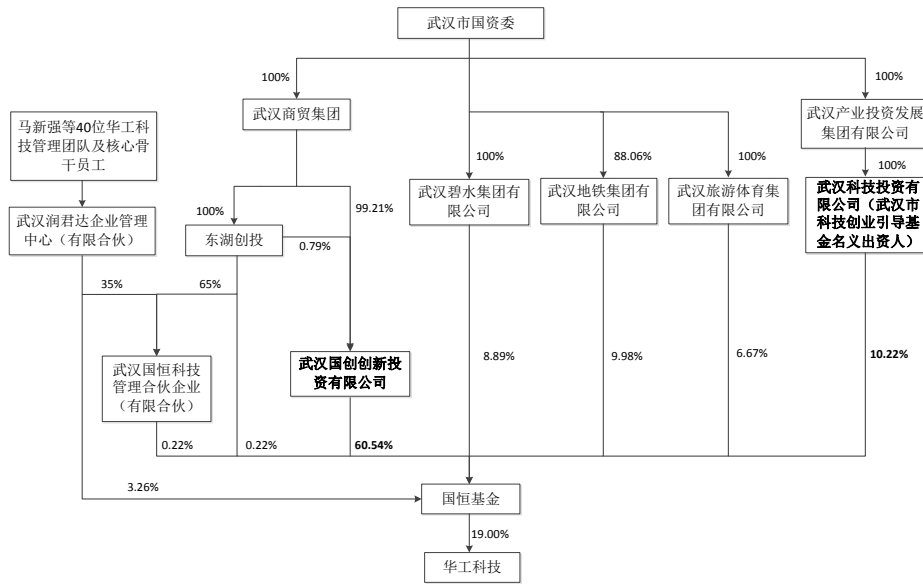 武汉市国资委
100%
100%
武汉商贸集团
武汉产业投资发展
集团有限公司
马新强等40位华工科
技管理团队及核心骨
干员工
100%
88.06%
100%
100%
武汉碧水集团有
限公司
武汉地铁集团有
限公司
武汉旅游体育集
团有限公司
武汉科技投资有
限公司（武汉市
科技创业引导基
金名义出资人）
武汉润君达企业管理
中心（有限合伙）
100%
99.21%
东湖创投
0.79%
35%
65%
武汉国恒科技
管理合伙企业
（有限合伙）
武汉国创创新投
资有限公司
8.89%
9.98%
6.67%
10.22%
0.22%
0.22%
60.54%
3.26%
国恒基金
19.00%
华工科技